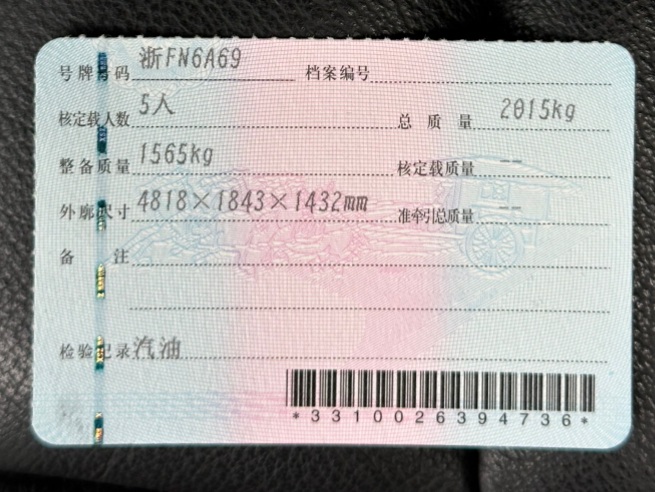 号牌号码 浙FN6A69 档案编号
核定载人数 5人 总质量 2015kg
整备质量 1565kg 核定载质量 --
外廓尺寸 4818×1843×1432mm 准牵引总质量 --
备注
检验记录 汽油
*3310026394736*